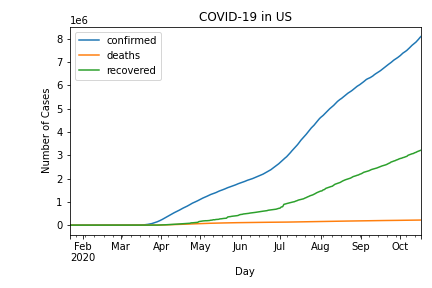 COVID-19 in US
1e6
confirmed
deaths
recovered
Number of Cases
8
7
6
5
4
3
2
1
0
Feb Mar Apr May Jun Jul Aug Sep Oct
2020
Day